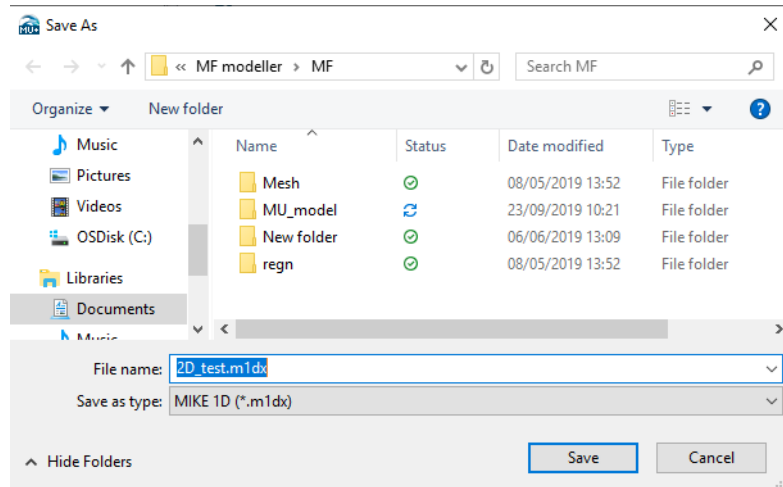 MU+ Save As
« MF modeller › MF Search MF
Organize New folder
Music
Pictures
Videos
OSDisk (C:)
Libraries
Documents
Music
Name Status Date modified Type
Mesh 08/05/2019 13:52 File folder
MU_model 23/09/2019 10:21 File folder
New folder 06/06/2019 13:09 File folder
regn 08/05/2019 13:52 File folder
File name: 2D_test.m1dx
Save as type: MIKE 1D (*.m1dx)
Hide Folders Save Cancel